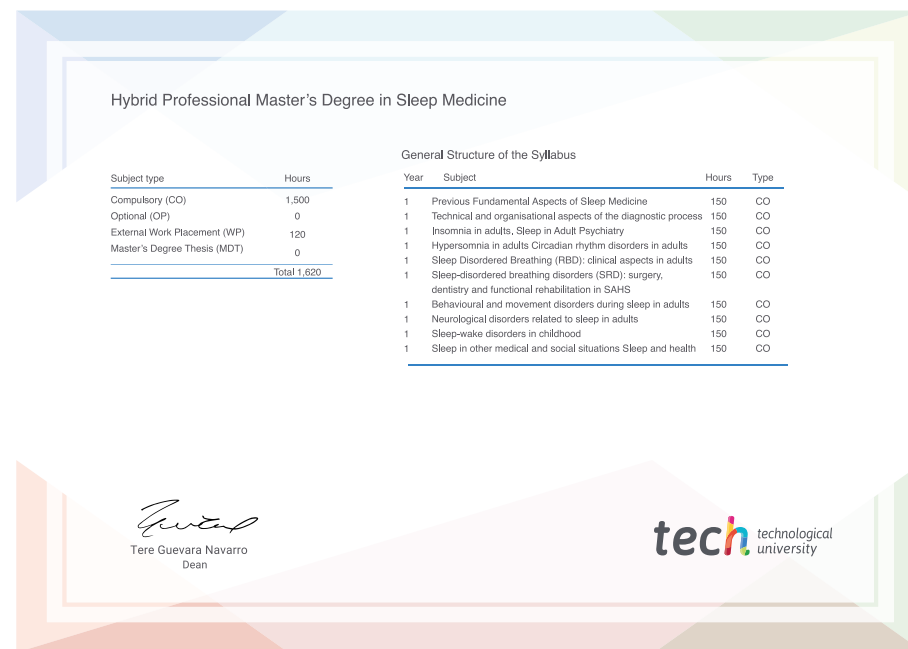 Hybrid Professional Master's Degree in Sleep Medicine
Subject type Hours
Compulsory (CO) 1,500
Optional (OP) 0
External Work Placement (WP) 120
Master's Degree Thesis (MDT) 0
Total 1,620
General Structure of the Syllabus
Year Subject Hours Type
1 Previous Fundamental Aspects of Sleep Medicine 150 CO
1 Technical and organisational aspects of the diagnostic process 150 CO
1 Insomnia in adults, Sleep in Adult Psychiatry 150 CO
1 Hypersomnia in adults Circadian rhythm disorders in adults 150 CO
1 Sleep Disordered Breathing (RBD): clinical aspects in adults 150 CO
1 Sleep-disordered breathing disorders (SRD): surgery, 150 CO
dentistry and functional rehabilitation in SAHS
1 Behavioural and movement disorders during sleep in adults 150 CO
1 Neurological disorders related to sleep in adults 150 CO
1 Sleep-wake disorders in childhood 150 CO
1 Sleep in other medical and social situations Sleep and health 150 CO
Tere Guevara Navarro
Dean
tech technological
university